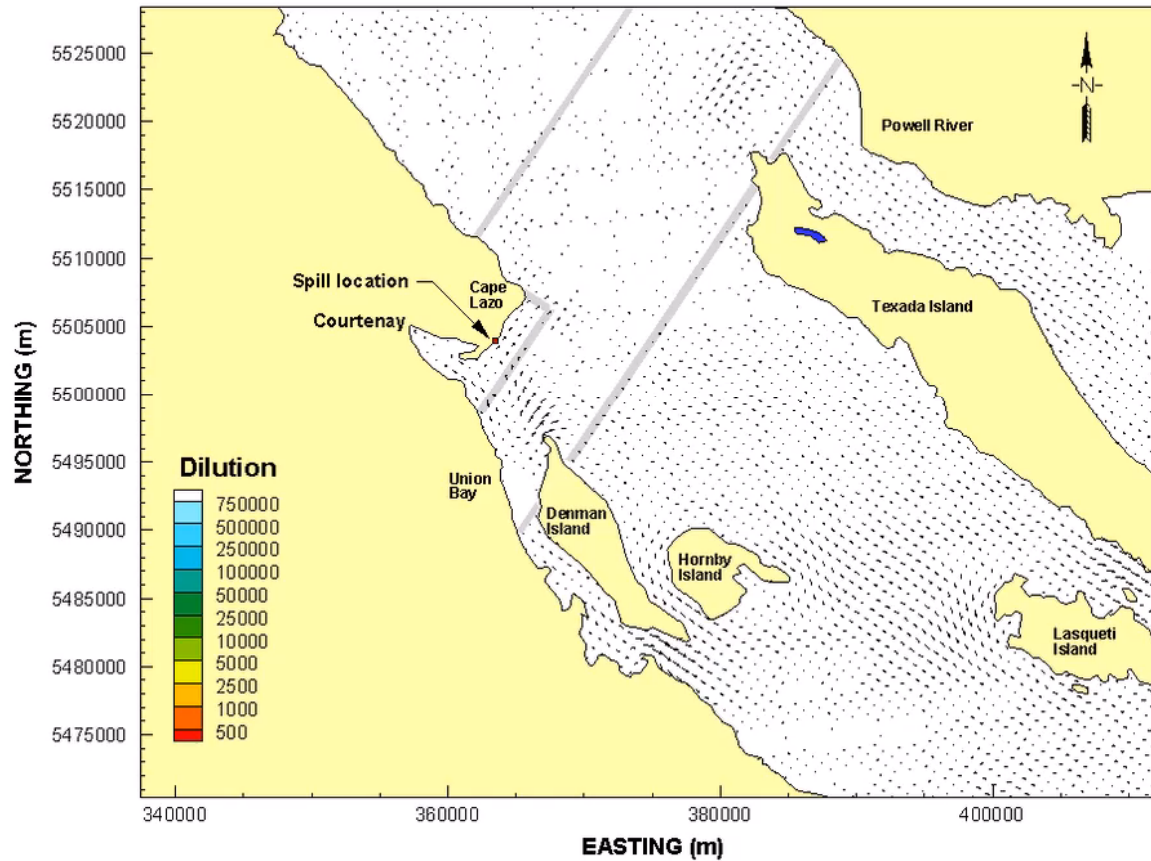 5525000
5520000
5515000
5510000
5505000
5500000
5495000
5490000
5485000
5480000
5475000
NORTHING (m)
N
Powell River
Spill location
Cape
Lazo
Courtenay
Texada Island
Dilution
750000
500000
250000
100000
50000
25000
10000
5000
2500
1000
500
Union
Bay
Denman
Island
Hornby
Island
Lasqueti
Island
340000
360000
380000
400000
EASTING (m)